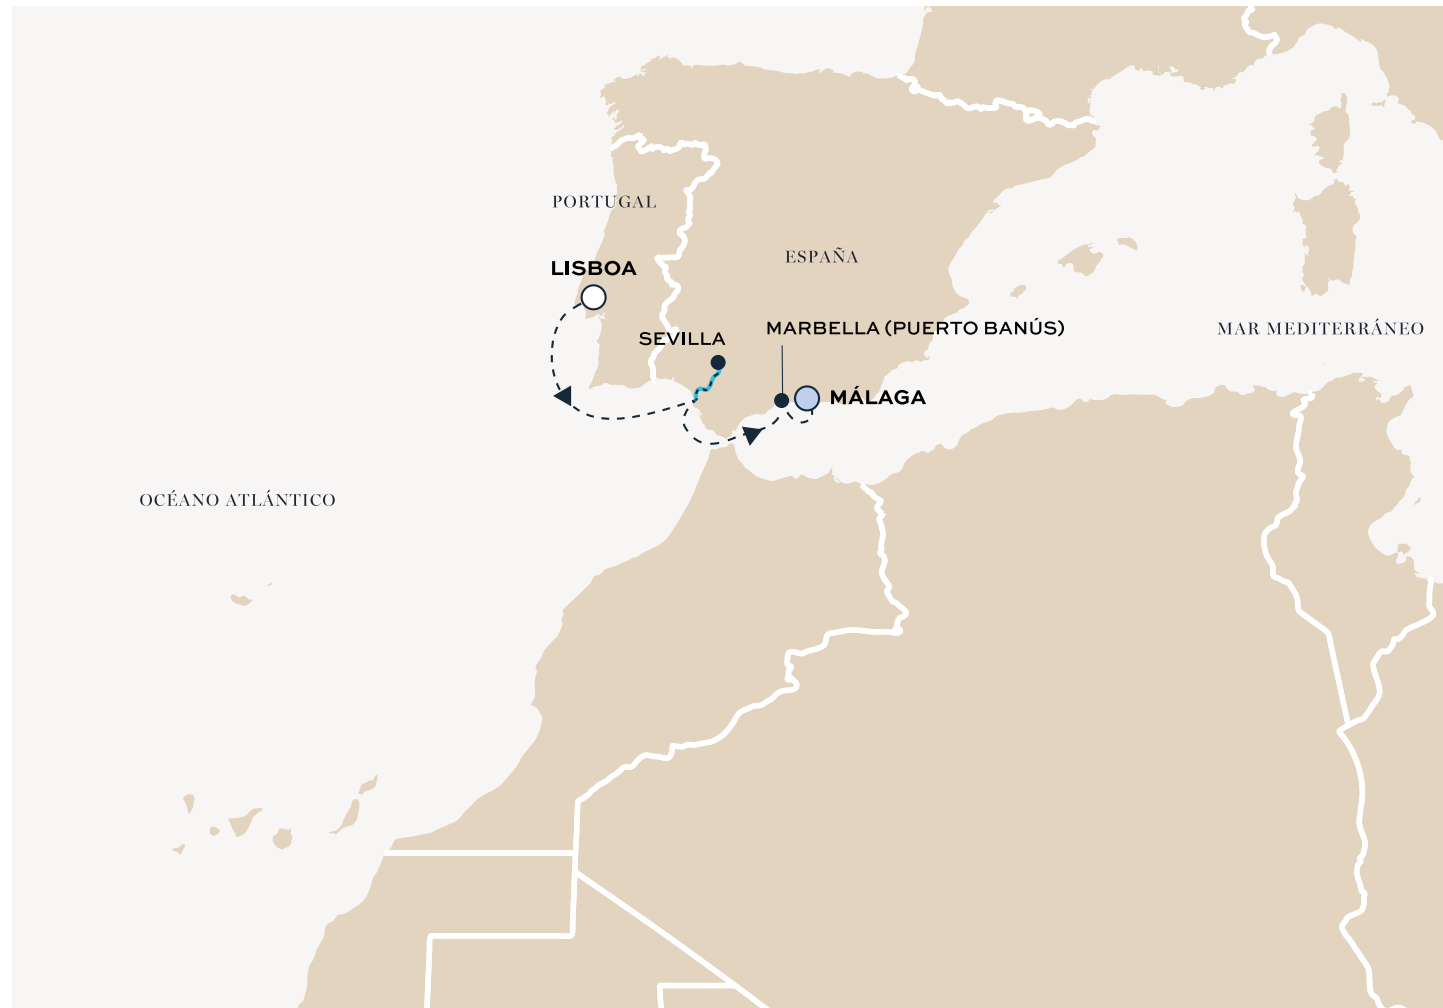 PORTUGAL
ESPAÑA
LISBOA
SEVILLA
MARBELLA (PUERTO BANÚS)
MAR MEDITERRÁNEO
MÁLAGA
OCÉANO ATLÁNTICO